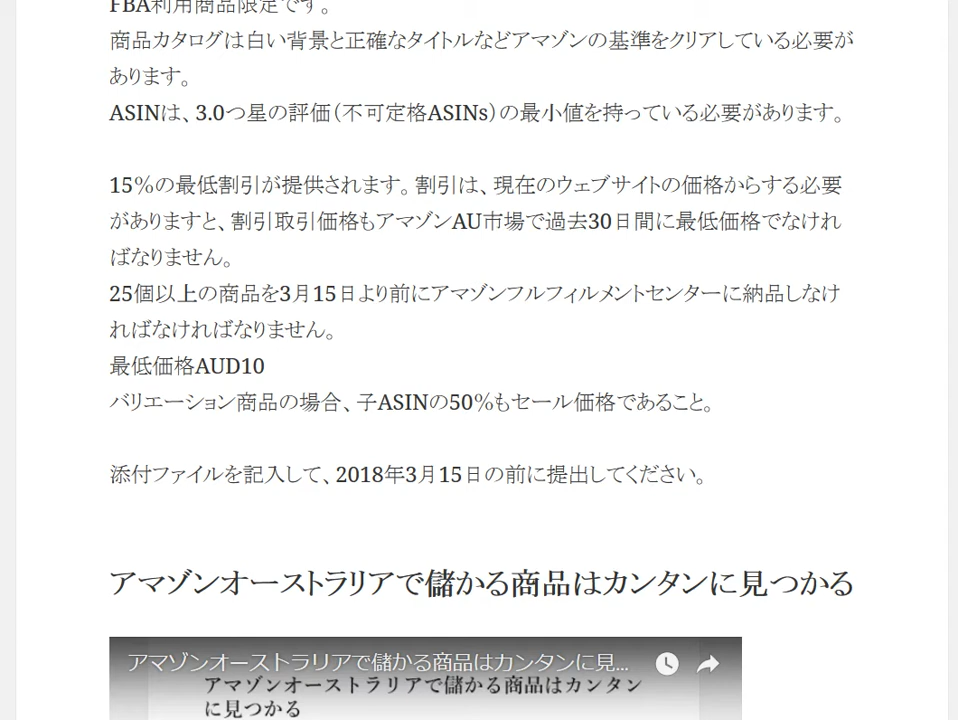 FBA利用商品限定です。
商品カタログは白い背景と正確なタイトルなどアマゾンの基準をクリアしている必要が
あります。
ASINは、3.0つ星の評価（不可定格ASINs）の最小値を持っている必要があります。
15％の最低割引が提供されます。割引は、現在のウェブサイトの価格からする必要
がありますと、割引取引価格もアマゾンAU市場で過去30日間に最低価格でなけれ
ばなりません。
25個以上の商品を3月15日より前にアマゾンフルフィルメントセンターに納品しなけ
ればなければなりません。
最低価格AUD10
バリエーション商品の場合、子ASINの50％もセール価格であること。
添付ファイルを記入して、2018年3月15日の前に提出してください。
アマゾンオーストラリアで儲かる商品はカンタンに見つかる
アマゾンオーストラリアで儲かる商品はカンタンに見...
アマゾンオーストラリアで儲かる商品はカンタン
に見つかる